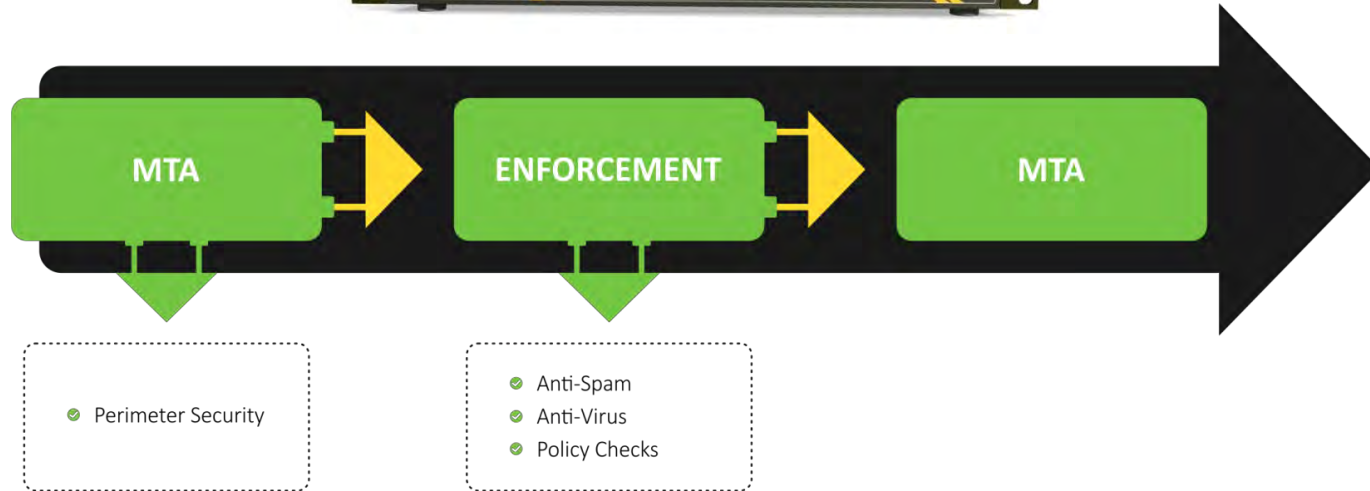 MTA
ENFORCEMENT
MTA
Perimeter Security
Anti-Spam
Anti-Virus
Policy Checks